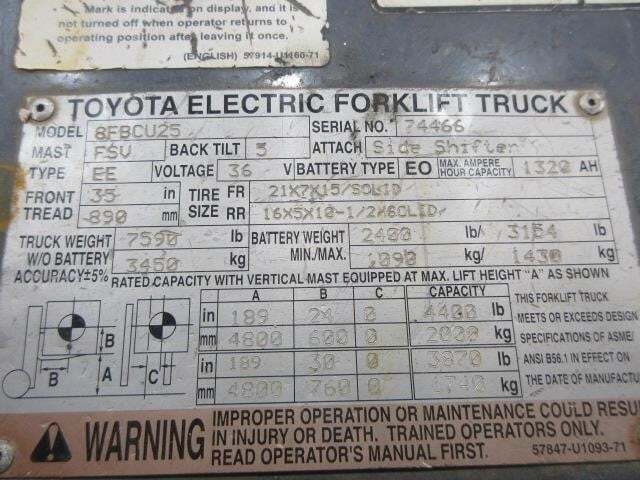 Mark is indicated on display, and it is
not turned off when operator returns to
operating position after leaving it once.
(ENGLISH) 57914-U1160-71
TOYOTA ELECTRIC FORKLIFT TRUCK
MODEL 8FBCU25 SERIAL NO. 74466
MAST FSV BACK TILT 5 ATTACH Side Shifter
TYPE EE VOLTAGE 36 V BATTERY TYPE EO MAX. AMPERE HOUR CAPACITY 1320 AH
FRONT TREAD 35 in TIRE SIZE FR 21X7X15/SOLID
890 mm RR 16X5X10-1/2X/SOLID
TRUCK WEIGHT W/O BATTERY ACCURACY±5% 7590 lb BATTERY WEIGHT MIN./MAX. 2400 lb/ 3154 lb
3450 kg 1090 kg/ 1430 kg
RATED CAPACITY WITH VERTICAL MAST EQUIPPED AT MAX. LIFT HEIGHT "A" AS SHOWN
A B C CAPACITY
in 189 24 0 4400 lb
mm 4800 600 0 2000 kg
in 189 30 0 3870 lb
mm 4800 760 0 1740 kg
B
A
B
C
THIS FORKLIFT TRUCK
MEETS OR EXCEEDS DESIGN
SPECIFICATIONS OF ASME/
ANSI B56.1 IN EFFECT ON
THE DATE OF MANUFACTU
WARNING
IMPROPER OPERATION OR MAINTENANCE COULD RESU
IN INJURY OR DEATH. TRAINED OPERATORS ONLY.
READ OPERATOR'S MANUAL FIRST. 57847-U1093-71